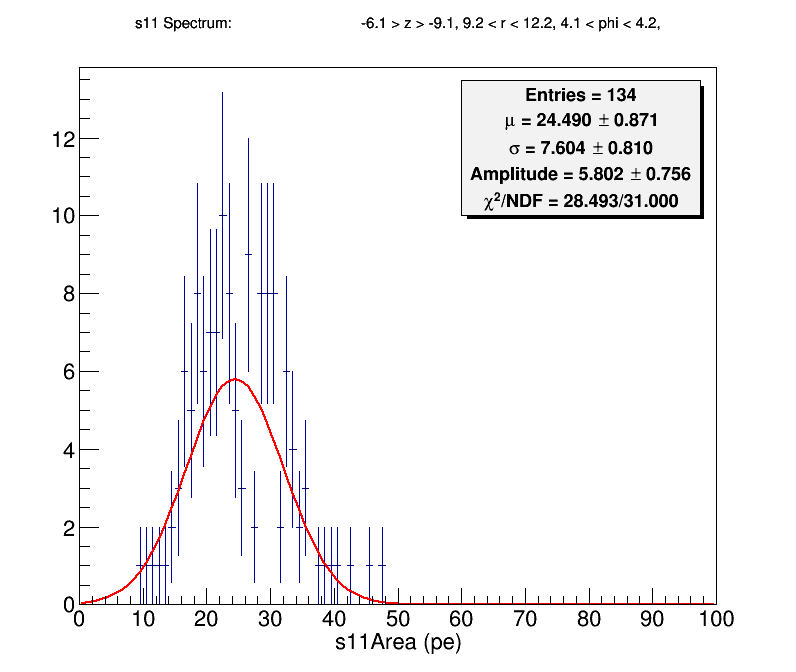 s11 Spectrum: -6.1 > z > -9.1, 9.2 < r < 12.2, 4.1 < phi < 4.2,
Entries = 134
μ = 24.490 ± 0.871
σ = 7.604 ± 0.810
Amplitude = 5.802 ± 0.756
χ²/NDF = 28.493/31.000
12
10
8
6
4
2
0
0 10 20 30 40 50 60 70 80 90 100
s11Area (pe)